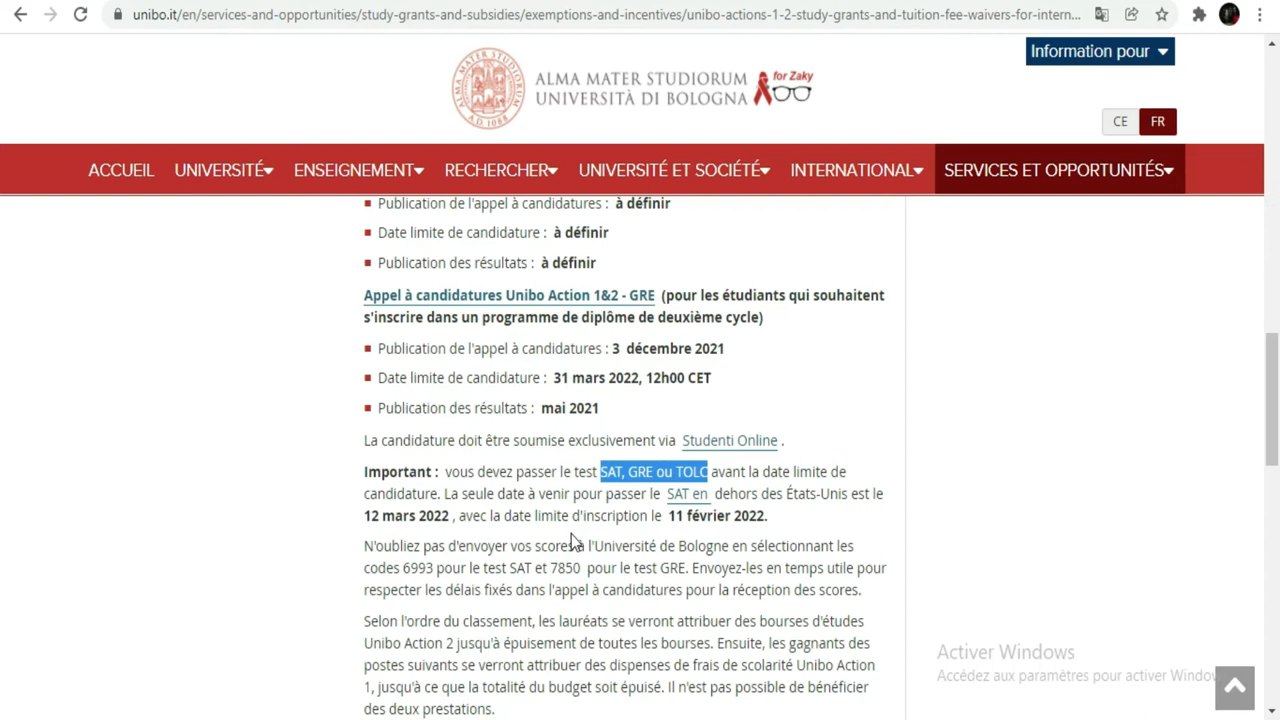 unibo.it/en/services-and-opportunities/study-grants-and-subsidies/exemptions-and-incentives/unibo-actions-1-2-study-grants-and-tuition-fee-waivers-for-intern...
Information pour
ALMA MATER STUDIORUM
UNIVERSITÀ DI BOLOGNA
for Zaky
A.D. 1088
CE FR
ACCUEIL UNIVERSITÉ ENSEIGNEMENT RECHERCHER UNIVERSITÉ ET SOCIÉTÉ INTERNATIONAL SERVICES ET OPPORTUNITÉS
Publication de l'appel à candidatures : à définir
Date limite de candidature : à définir
Publication des résultats : à définir
Appel à candidatures Unibo Action 1&2 - GRE (pour les étudiants qui souhaitent
s'inscrire dans un programme de diplôme de deuxième cycle)
Publication de l'appel à candidatures : 3 décembre 2021
Date limite de candidature : 31 mars 2022, 12h00 CET
Publication des résultats : mai 2021
La candidature doit être soumise exclusivement via Studenti Online .
Important : vous devez passer le test SAT, GRE ou TOLC avant la date limite de
candidature. La seule date à venir pour passer le SAT en dehors des États-Unis est le
12 mars 2022 , avec la date limite d'inscription le 11 février 2022.
N'oubliez pas d'envoyer vos scores à l'Université de Bologne en sélectionnant les
codes 6993 pour le test SAT et 7850 pour le test GRE. Envoyez-les en temps utile pour
respecter les délais fixés dans l'appel à candidatures pour la réception des scores.
Selon l'ordre du classement, les lauréats se verront attribuer des bourses d'études
Unibo Action 2 jusqu'à épuisement de toutes les bourses. Ensuite, les gagnants des
postes suivants se verront attribuer des dispenses de frais de scolarité Unibo Action
1, jusqu'à ce que la totalité du budget soit épuisé. Il n'est pas possible de bénéficier
des deux prestations.
Activer Windows
Accédez aux paramètres pour activer Windows